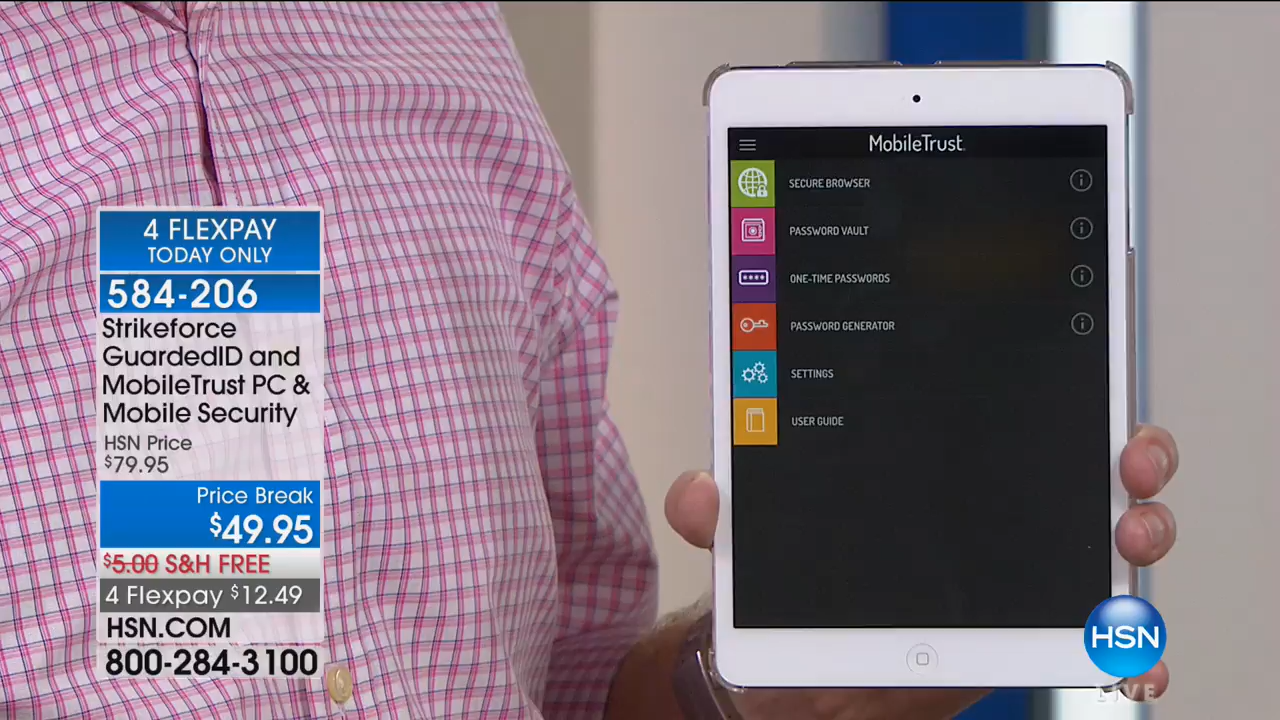 4 FLEXPAY
TODAY ONLY
584-206
Strikeforce
GuardedID and
MobileTrust PC &
Mobile Security
HSN Price
$79.95
Price Break
$49.95
$5.00 S&H FREE
4 Flexpay $12.49
HSN.COM
800-284-3100
MobileTrust
SECURE BROWSER
PASSWORD VAULT
ONE-TIME PASSWORDS
PASSWORD GENERATOR
SETTINGS
USER GUIDE
HSN
LIVE